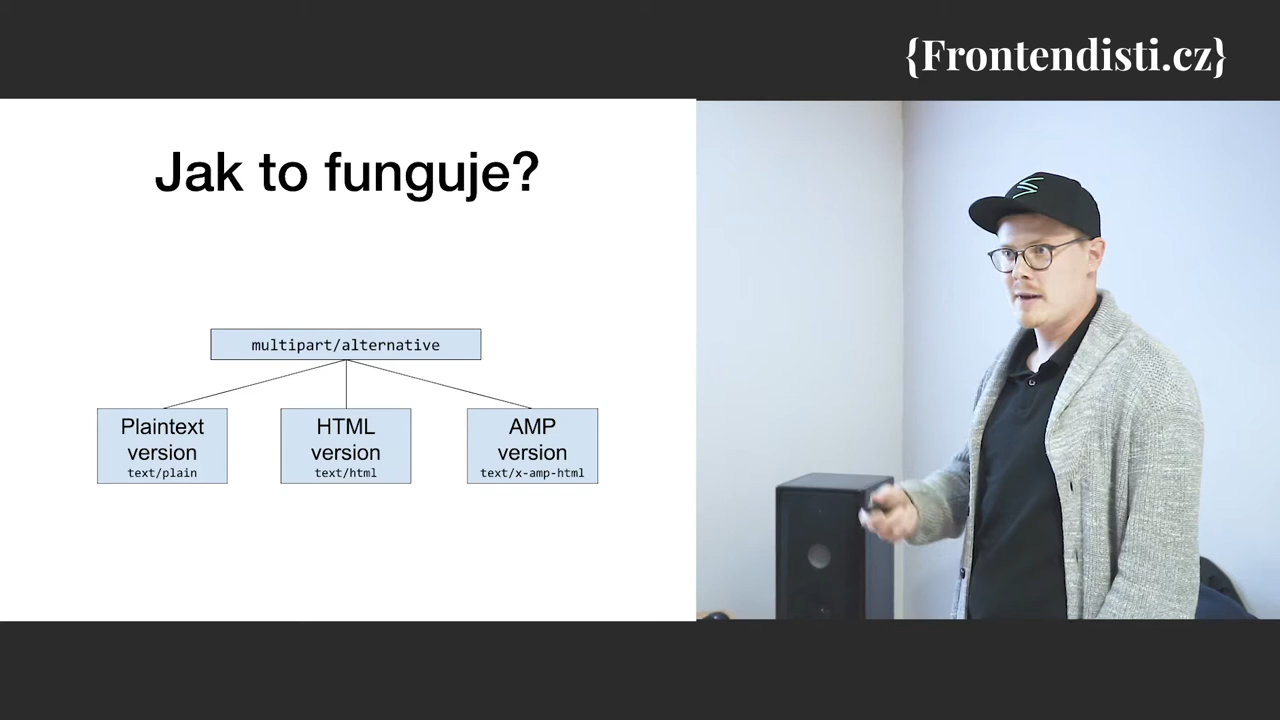 {Frontendisti.cz}
Jak to funguje?
multipart/alternative
Plaintext
version
text/plain
HTML
version
text/html
AMP
version
text/x-amp-html